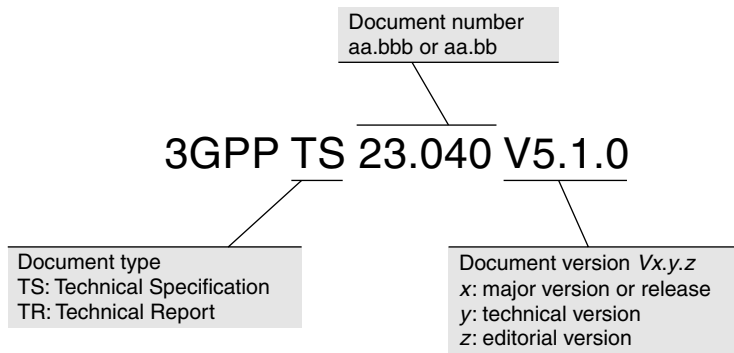 Document number
aa.bbb or aa.bb
3GPP TS 23.040 V5.1.0
Document type
TS: Technical Specification
TR: Technical Report
Document version Vx.y.z
x: major version or release
y: technical version
z: editorial version